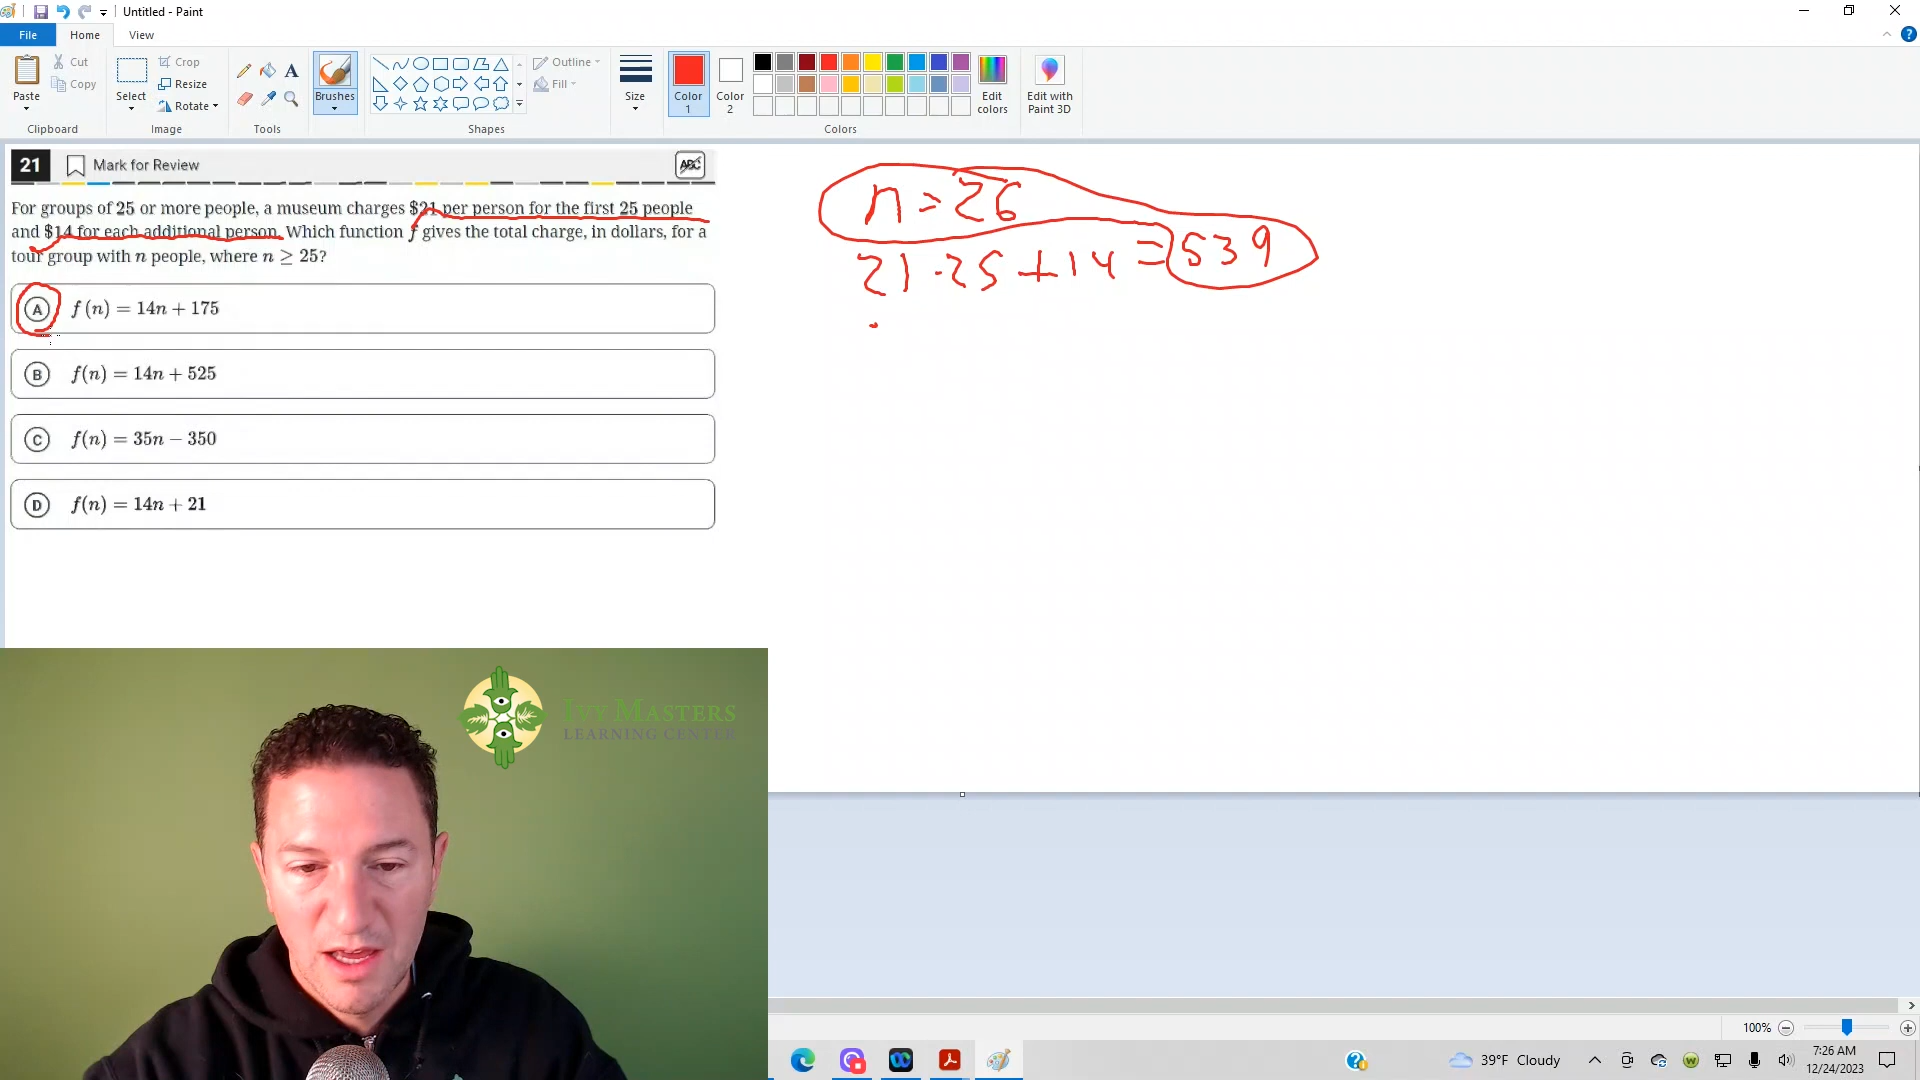 Untitled - Paint
File Home View
Paste Cut Copy Select Crop Resize Rotate Brushes Outline Fill Size Color 1 Color 2 Edit colors Edit with Paint 3D
Clipboard Image Tools Shapes Colors
21 Mark for Review ABC
For groups of 25 or more people, a museum charges $21 per person for the first 25 people
and $14 for each additional person. Which function f gives the total charge, in dollars, for a
tour group with n people, where n ≥ 25?
A f (n) = 14n + 175
B f(n) = 14n + 525
C f(n) = 35n − 350
D f(n) = 14n + 21
n = 26
21·25 + 14 = 539
IVY MASTERS
LEARNING CENTER
100%
39°F Cloudy
7:26 AM
12/24/2023